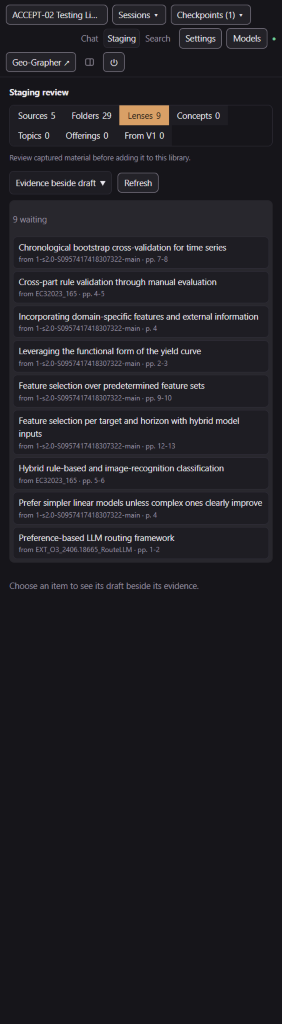 ACCEPT-02 Testing Li... Sessions ▾ Checkpoints (1) ▾
Chat Staging Search Settings Models
Geo-Grapher ↗
Staging review
Sources 5 Folders 29 Lenses 9 Concepts 0
Topics 0 Offerings 0 From V1 0
Review captured material before adding it to this library.
Evidence beside draft ▼ Refresh
9 waiting
Chronological bootstrap cross-validation for time series
from 1-s2.0-S0957417418307322-main · pp. 7-8
Cross-part rule validation through manual evaluation
from EC32023_165 · pp. 4-5
Incorporating domain-specific features and external information
from 1-s2.0-S0957417418307322-main · p. 4
Leveraging the functional form of the yield curve
from 1-s2.0-S0957417418307322-main · pp. 2-3
Feature selection over predetermined feature sets
from 1-s2.0-S0957417418307322-main · pp. 9-10
Feature selection per target and horizon with hybrid model
inputs
from 1-s2.0-S0957417418307322-main · pp. 12-13
Hybrid rule-based and image-recognition classification
from EC32023_165 · pp. 5-6
Prefer simple linear models unless complex ones clearly improve
from 1-s2.0-S0957417418307322-main · p. 4
Preference-based LLM routing framework
from EXT_O3_2406.18665_RouteLLM · pp. 1-2
Choose an item to see its draft beside its evidence.